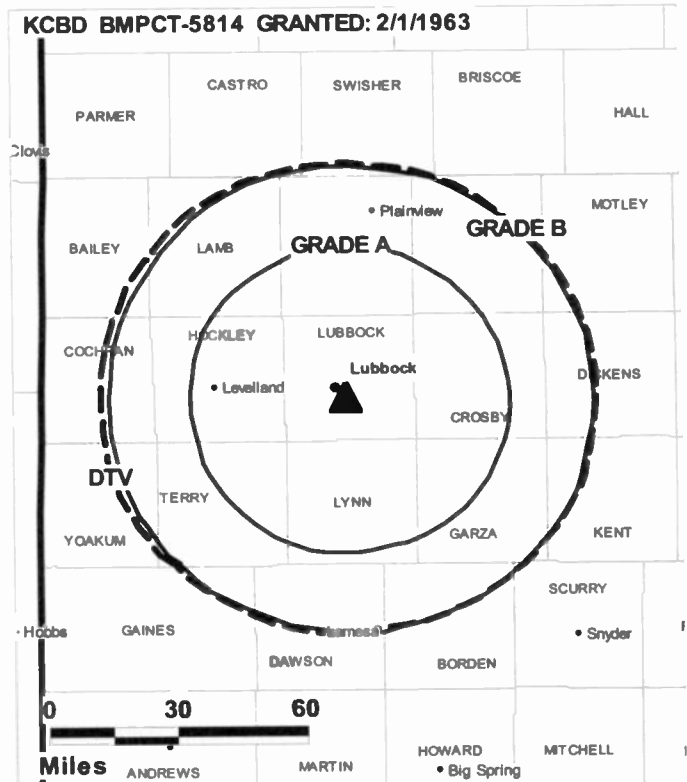 KCBD BMPCT-5814 GRANTED: 2/1/1963
CASTRO
SWISHER
BRISCOE
PARMER
HALL
Clovis
Plainview
MOTLEY
GRADE B
GRADE A
BAILEY
LAMB
HOCKLEY
LUBBOCK
COCHRAN
Lubbock
Levelland
DICKENS
CROSBY
DTV
TERRY
LYNN
GARZA
KENT
YOAKUM
SCURRY
Hobbs
GAINES
Lamesa
Snyder
DAWSON
BORDEN
0 30 60
Miles
ANDREWS
MARTIN
HOWARD
MITCHELL
Big Spring